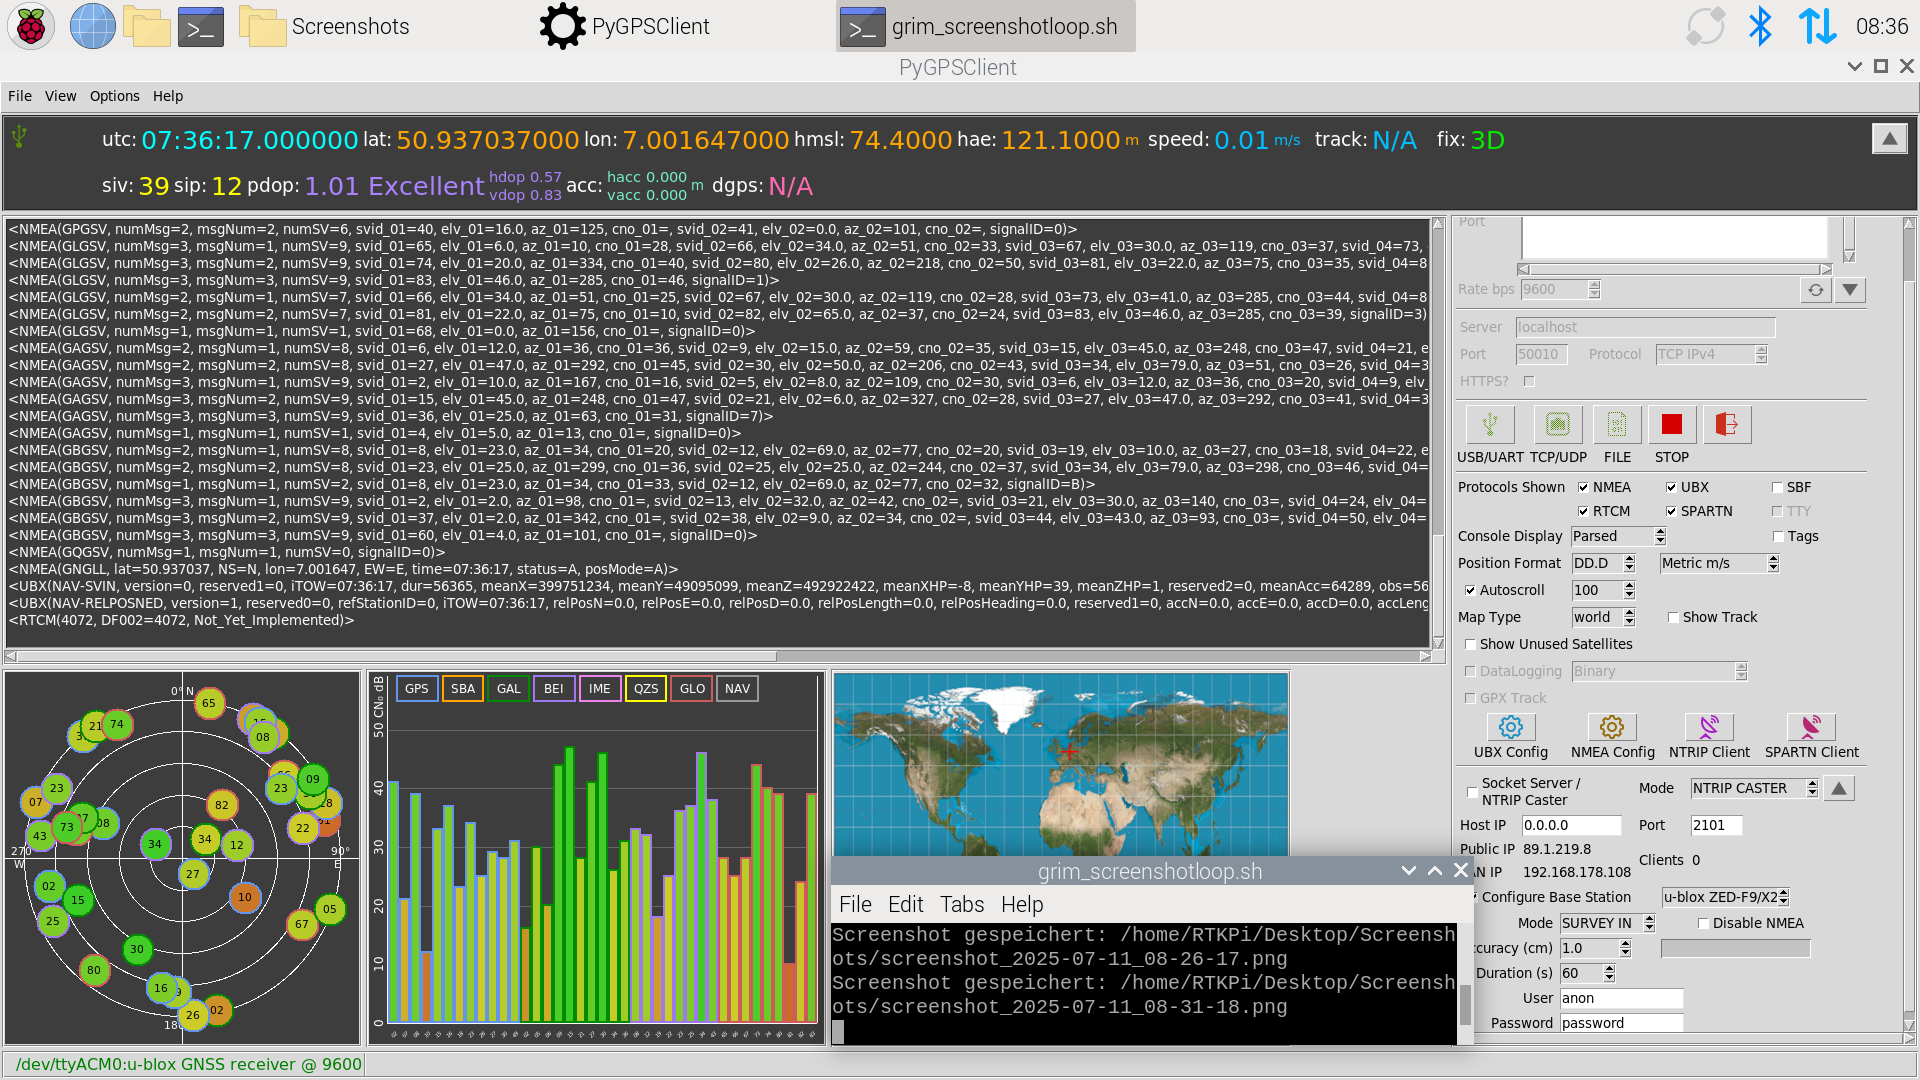 Screenshots
PyGPSClient
grim_screenshotloop.sh
08:36
PyGPSClient
File View Options Help
utc: 07:36:17.000000 lat: 50.937037000 lon: 7.001647000 hmsl: 74.4000 hae: 121.1000 m speed: 0.01 m/s track: N/A fix: 3D
siv: 39 sip: 12 pdop: 1.01 Excellent hdop 0.57 vdop 0.83 acc: hacc 0.000 vacc 0.000 m dgps: N/A
<NMEA(GPGSV, numMsg=2, msgNum=2, numSV=6, svid_01=40, elv_01=16.0, az_01=125, cno_01=, svid_02=41, elv_02=0.0, az_02=101, cno_02=, signalID=0)>
<NMEA(GLGSV, numMsg=3, msgNum=1, numSV=9, svid_01=65, elv_01=6.0, az_01=10, cno_01=28, svid_02=66, elv_02=34.0, az_02=51, cno_02=33, svid_03=67, elv_03=30.0, az_03=119, cno_03=37, svid_04=73,
<NMEA(GLGSV, numMsg=3, msgNum=2, numSV=9, svid_01=74, elv_01=20.0, az_01=334, cno_01=40, svid_02=80, elv_02=26.0, az_02=218, cno_02=50, svid_03=81, elv_03=22.0, az_03=75, cno_03=35, svid_04=8
<NMEA(GLGSV, numMsg=3, msgNum=3, numSV=9, svid_01=83, elv_01=46.0, az_01=285, cno_01=46, signalID=1)>
<NMEA(GLGSV, numMsg=2, msgNum=1, numSV=7, svid_01=66, elv_01=34.0, az_01=51, cno_01=25, svid_02=67, elv_02=30.0, az_02=119, cno_02=28, svid_03=73, elv_03=41.0, az_03=285, cno_03=44, svid_04=8
<NMEA(GLGSV, numMsg=2, msgNum=2, numSV=7, svid_01=81, elv_01=22.0, az_01=75, cno_01=10, svid_02=82, elv_02=65.0, az_02=37, cno_02=24, svid_03=83, elv_03=46.0, az_03=285, cno_03=39, signalID=3)
<NMEA(GLGSV, numMsg=1, msgNum=1, numSV=1, svid_01=68, elv_01=0.0, az_01=156, cno_01=, signalID=0)>
<NMEA(GAGSV, numMsg=2, msgNum=1, numSV=8, svid_01=6, elv_01=12.0, az_01=36, cno_01=36, svid_02=9, elv_02=15.0, az_02=59, cno_02=35, svid_03=15, elv_03=45.0, az_03=248, cno_03=47, svid_04=21, e
<NMEA(GAGSV, numMsg=2, msgNum=2, numSV=8, svid_01=27, elv_01=47.0, az_01=292, cno_01=45, svid_02=30, elv_02=50.0, az_02=206, cno_02=43, svid_03=34, elv_03=79.0, az_03=51, cno_03=26, svid_04=3
<NMEA(GAGSV, numMsg=3, msgNum=1, numSV=9, svid_01=2, elv_01=10.0, az_01=167, cno_01=16, svid_02=5, elv_02=8.0, az_02=109, cno_02=30, svid_03=6, elv_03=12.0, az_03=36, cno_03=20, svid_04=9, elv_
<NMEA(GAGSV, numMsg=3, msgNum=2, numSV=9, svid_01=15, elv_01=45.0, az_01=248, cno_01=47, svid_02=21, elv_02=6.0, az_02=327, cno_02=28, svid_03=27, elv_03=47.0, az_03=292, cno_03=41, svid_04=3
<NMEA(GAGSV, numMsg=3, msgNum=3, numSV=9, svid_01=36, elv_01=25.0, az_01=63, cno_01=31, signalID=7)>
<NMEA(GAGSV, numMsg=1, msgNum=1, numSV=1, svid_01=4, elv_01=5.0, az_01=13, cno_01=, signalID=0)>
<NMEA(GBGSV, numMsg=2, msgNum=1, numSV=8, svid_01=8, elv_01=23.0, az_01=34, cno_01=20, svid_02=12, elv_02=69.0, az_02=77, cno_02=20, svid_03=19, elv_03=10.0, az_03=27, cno_03=18, svid_04=22, e
<NMEA(GBGSV, numMsg=2, msgNum=2, numSV=8, svid_01=23, elv_01=25.0, az_01=299, cno_01=36, svid_02=25, elv_02=25.0, az_02=244, cno_02=37, svid_03=34, elv_03=79.0, az_03=298, cno_03=46, svid_04=
<NMEA(GBGSV, numMsg=1, msgNum=1, numSV=2, svid_01=8, elv_01=23.0, az_01=34, cno_01=33, svid_02=12, elv_02=69.0, az_02=77, cno_02=32, signalID=B)>
<NMEA(GBGSV, numMsg=3, msgNum=1, numSV=9, svid_01=2, elv_01=2.0, az_01=98, cno_01=, svid_02=13, elv_02=32.0, az_02=42, cno_02=, svid_03=21, elv_03=30.0, az_03=140, cno_03=, svid_04=24, elv_04=
<NMEA(GBGSV, numMsg=3, msgNum=2, numSV=9, svid_01=37, elv_01=2.0, az_01=342, cno_01=, svid_02=38, elv_02=9.0, az_02=34, cno_02=, svid_03=44, elv_03=43.0, az_03=93, cno_03=, svid_04=50, elv_04=
<NMEA(GBGSV, numMsg=3, msgNum=3, numSV=9, svid_01=60, elv_01=4.0, az_01=101, cno_01=, signalID=0)>
<NMEA(GQGSV, numMsg=1, msgNum=1, numSV=0, signalID=0)>
<NMEA(GNGLL, lat=50.937037, NS=N, lon=7.001647, EW=E, time=07:36:17, status=A, posMode=A)>
<UBX(NAV-SVIN, version=0, reserved1=0, iTOW=07:36:17, dur=56365, meanX=399751234, meanY=49095099, meanZ=492922422, meanXHP=-8, meanYHP=39, meanZHP=1, reserved2=0, meanAcc=64289, obs=56
<UBX(NAV-RELPOSNED, version=1, reserved0=0, refStationID=0, iTOW=07:36:17, relPosN=0.0, relPosE=0.0, relPosD=0.0, relPosLength=0.0, relPosHeading=0.0, reserved1=0, accN=0.0, accE=0.0, accD=0.0, accLeng
<RTCM(4072, DF002=4072, Not_Yet_Implemented)>
Port
Rate bps 9600
Server localhost
Port 50010 Protocol TCP IPv4
HTTPS?
USB/UART TCP/UDP FILE STOP
Protocols Shown NMEA UBX SBF
RTCM SPARTN TTY
Console Display Parsed Tags
Position Format DD.D Metric m/s
Autoscroll 100
Map Type world Show Track
Show Unused Satellites
DataLogging Binary
GPX Track
UBX Config NMEA Config NTRIP Client SPARTN Client
Socket Server /
NTRIP Caster Mode NTRIP CASTER
Host IP 0.0.0.0 Port 2101
Public IP 89.1.219.8
Clients 0
AN IP 192.168.178.108
Configure Base Station u-blox ZED-F9/X2
Mode SURVEY IN Disable NMEA
ccuracy (cm) 1.0
Duration (s) 60
User anon
Password password
0° N
65
21 74
08
09
23
23
07
82
22
43 73 08
34 34 12
270 W
90° E
27
02
15
10
25
05
67
30
80
16
26 02
18
GPS SBA GAL BEI IME QZS GLO NAV
50 CN₀ dB
40
30
20
10
0
grim_screenshotloop.sh
File Edit Tabs Help
Screenshot gespeichert: /home/RTKPi/Desktop/Screensh
ots/screenshot_2025-07-11_08-26-17.png
Screenshot gespeichert: /home/RTKPi/Desktop/Screensh
ots/screenshot_2025-07-11_08-31-18.png
/dev/ttyACM0:u-blox GNSS receiver @ 9600